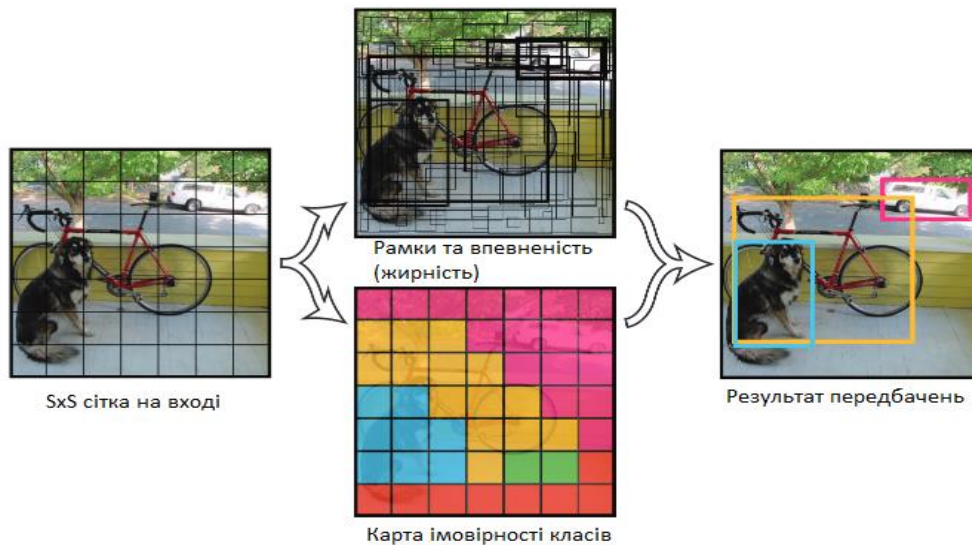 Рамки та впевненість
(жирність)
SxS сітка на вході
Результат передбачень
Карта імовірності класів